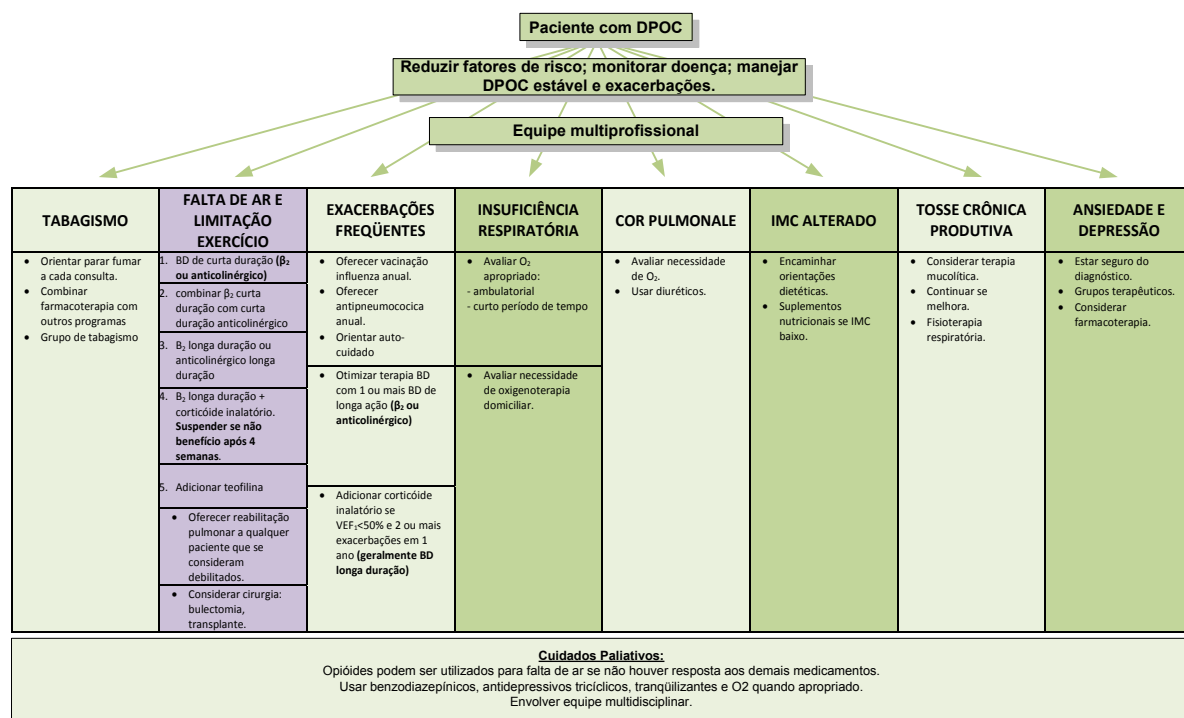 Paciente com DPOC
Reduzir fatores de risco; monitorar doença; manejar
DPOC estável e exacerbações.
Equipe multiprofissional
TABAGISMO
• Orientar parar fumar
a cada consulta.
• Combinar
farmacoterapia com
outros programas
• Grupo de tabagismo
FALTA DE AR E
LIMITAÇÃO
EXERCÍCIO
1. BD de curta duração (β₂
ou anticolinérgico)
2. combinar β₂ curta
duração com curta
duração anticolinérgico
3. B₂ longa duração ou
anticolinérgico longa
duração
4. B₂ longa duração +
corticóide inalatório.
Suspender se não
benefício após 4
semanas.
5. Adicionar teofilina
• Oferecer reabilitação
pulmonar a qualquer
paciente que se
consideram
debilitados.
• Considerar cirurgia:
bulectomia,
transplante.
EXACERBAÇÕES
FREQÜENTES
• Oferecer vacinação
influenza anual.
• Oferecer
antipneumococica
anual.
• Orientar auto-
cuidado
• Otimizar terapia BD
com 1 ou mais BD de
longa ação (β₂ ou
anticolinérgico)
• Adicionar corticóide
inalatório se
VEF₁<50% e 2 ou mais
exacerbações em 1
ano (geralmente BD
longa duração)
INSUFICIÊNCIA
RESPIRATÓRIA
• Avaliar O₂
apropriado:
- ambulatorial
- curto período de tempo
• Avaliar necessidade
de oxigenoterapia
domiciliar.
COR PULMONALE
• Avaliar necessidade
de O₂.
• Usar diuréticos.
IMC ALTERADO
• Encaminhar
orientações
dietéticas.
• Suplementos
nutricionais se IMC
baixo.
TOSSE CRÔNICA
PRODUTIVA
• Considerar terapia
mucolítica.
• Continuar se
melhora.
• Fisioterapia
respiratória.
ANSIEDADE E
DEPRESSÃO
• Estar seguro do
diagnóstico.
• Grupos terapêuticos.
• Considerar
farmacoterapia.
Cuidados Paliativos:
Opióides podem ser utilizados para falta de ar se não houver resposta aos demais medicamentos.
Usar benzodiazepínicos, antidepressivos tricíclicos, tranqüilizantes e O2 quando apropriado.
Envolver equipe multidisciplinar.